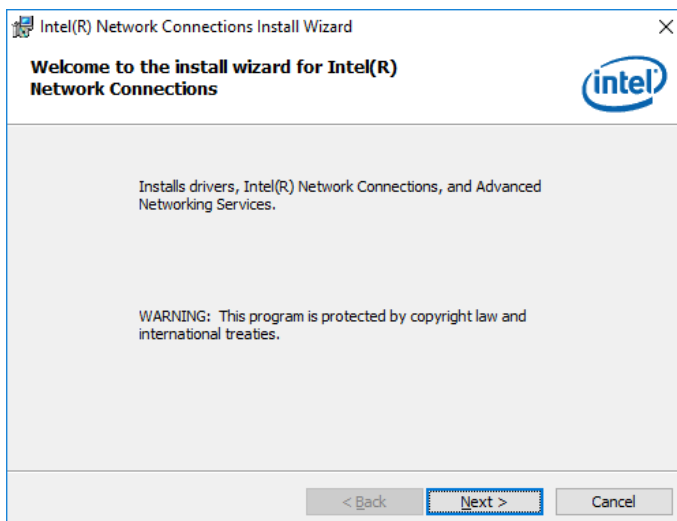 Intel(R) Network Connections Install Wizard
Welcome to the install wizard for Intel(R)
Network Connections
intel
Installs drivers, Intel(R) Network Connections, and Advanced
Networking Services.
WARNING:  This program is protected by copyright law and
international treaties.
< Back
Next >
Cancel